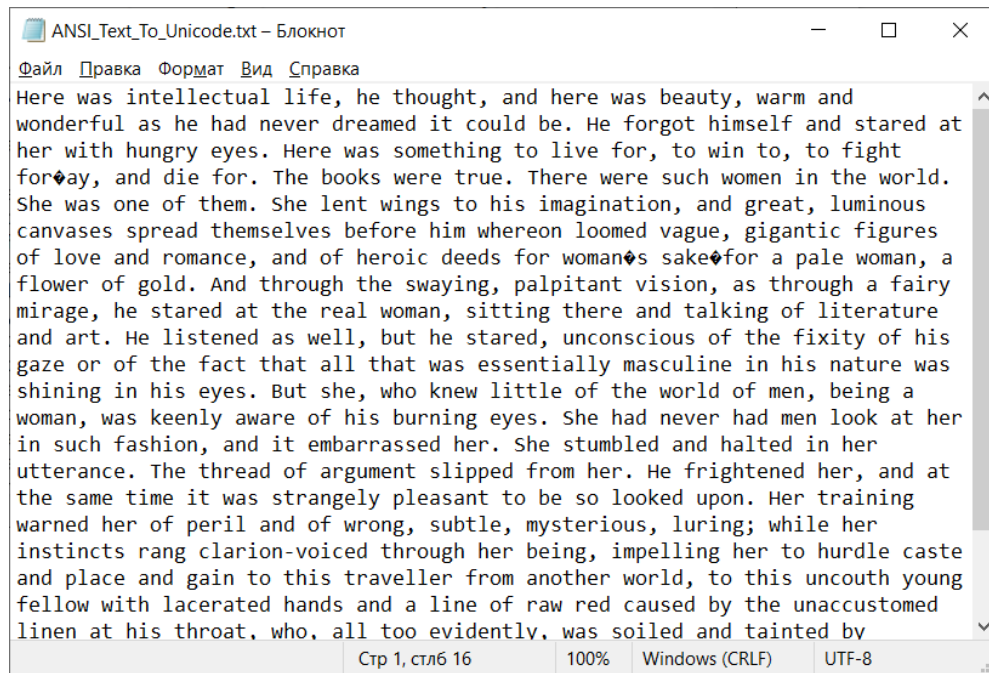 ANSI_Text_To_Unicode.txt – Блокнот
Файл Правка Формат Вид Справка
Here was intellectual life, he thought, and here was beauty, warm and
wonderful as he had never dreamed it could be. He forgot himself and stared at
her with hungry eyes. Here was something to live for, to win to, to fight
for�ay, and die for. The books were true. There were such women in the world.
She was one of them. She lent wings to his imagination, and great, luminous
canvases spread themselves before him whereon loomed vague, gigantic figures
of love and romance, and of heroic deeds for woman�s sake�for a pale woman, a
flower of gold. And through the swaying, palpitant vision, as through a fairy
mirage, he stared at the real woman, sitting there and talking of literature
and art. He listened as well, but he stared, unconscious of the fixity of his
gaze or of the fact that all that was essentially masculine in his nature was
shining in his eyes. But she, who knew little of the world of men, being a
woman, was keenly aware of his burning eyes. She had never had men look at her
in such fashion, and it embarrassed her. She stumbled and halted in her
utterance. The thread of argument slipped from her. He frightened her, and at
the same time it was strangely pleasant to be so looked upon. Her training
warned her of peril and of wrong, subtle, mysterious, luring; while her
instincts rang clarion-voiced through her being, impelling her to hurdle caste
and place and gain to this traveller from another world, to this uncouth young
fellow with lacerated hands and a line of raw red caused by the unaccustomed
linen at his throat, who, all too evidently, was soiled and tainted by
Стр 1, стлб 16 100% Windows (CRLF) UTF-8